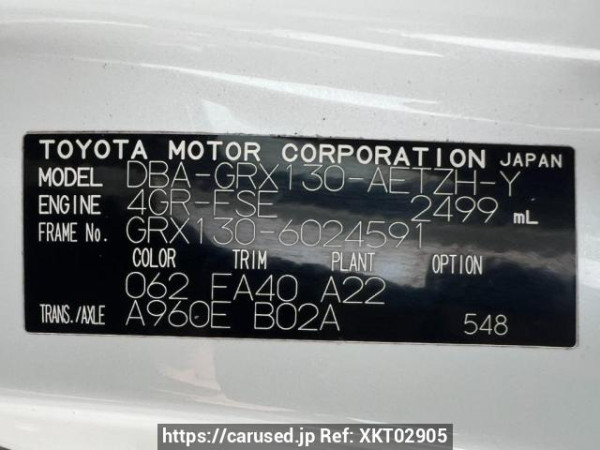 TOYOTA MOTOR CORPORATION JAPAN
MODEL DBA-GRX130-AETZH-Y
ENGINE 4GR-FSE 2499 mL
FRAME No. GRX130-6024591
COLOR TRIM PLANT OPTION
062 FA40 A22
TRANS./AXLE A960E B02A 548
https://carused.jp Ref: XKT02905